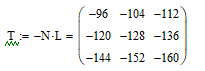 T := −N·L = ( −96 −104 −112
−120 −128 −136
−144 −152 −160 )